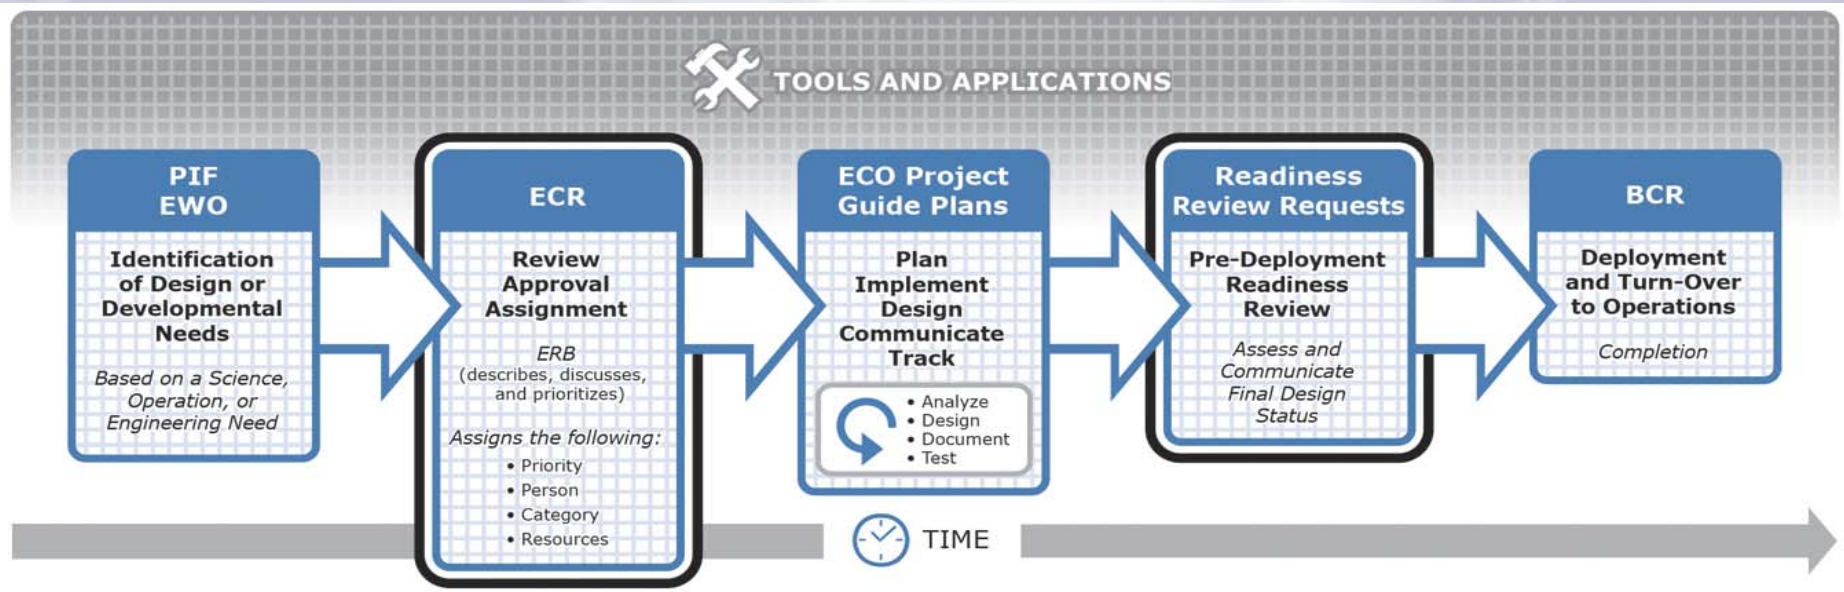 TOOLS AND APPLICATIONS
PIF
EWO
Identification
of Design or
Developmental
Needs
Based on a Science,
Operation, or
Engineering Need
ECR
Review
Approval
Assignment
ERB
(describes, discusses,
and prioritizes)
Assigns the following:
• Priority
• Person
• Category
• Resources
ECO Project
Guide Plans
Plan
Implement
Design
Communicate
Track
• Analyze
• Design
• Document
• Test
Readiness
Review Requests
Pre-Deployment
Readiness
Review
Assess and
Communicate
Final Design
Status
BCR
Deployment
and Turn-Over
to Operations
Completion
TIME